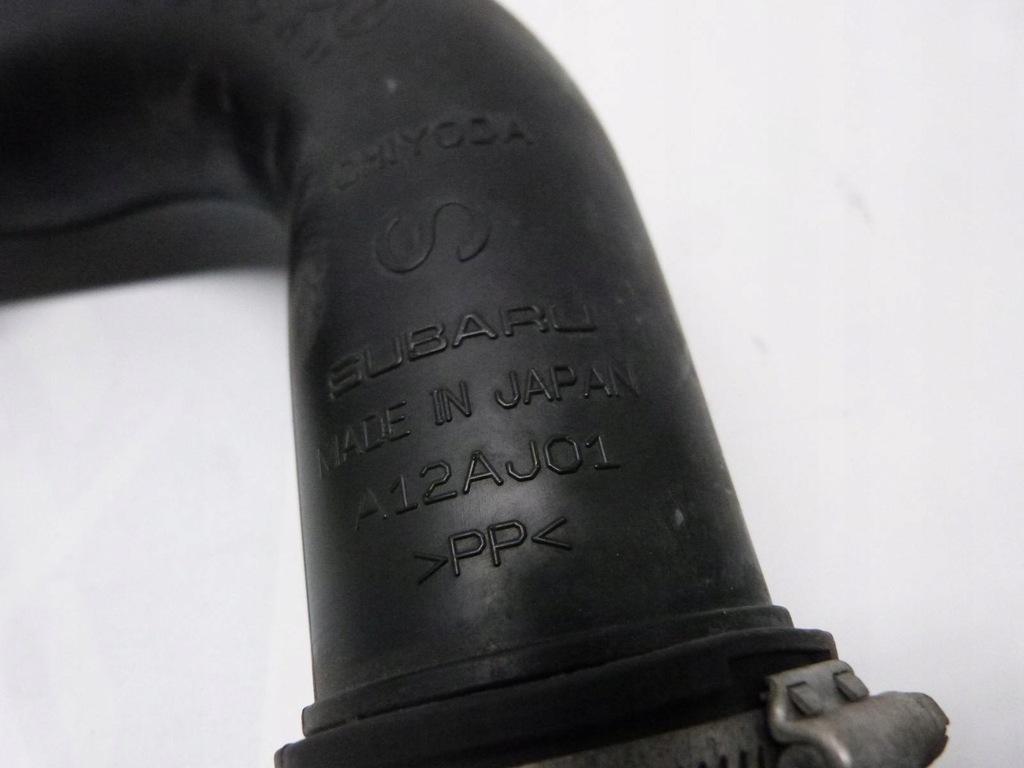 CHIYODA
S
SUBARU
MADE IN JAPAN
A12AJ01
>PP<